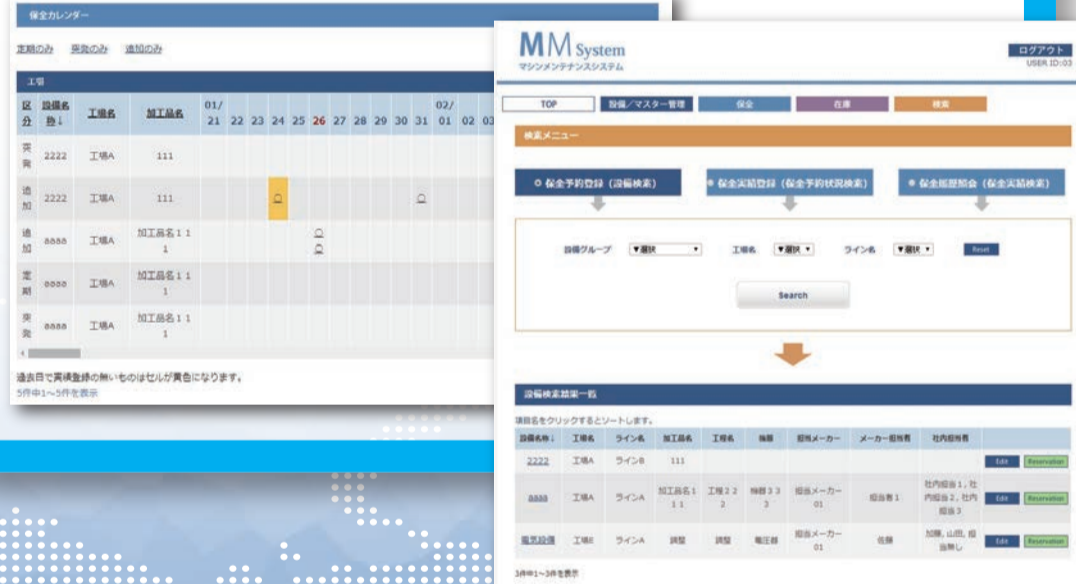 保全カレンダー
定期のみ 突発のみ 追加のみ
工場
区分 設備名称↓ 工場名 加工品名 01/21 22 23 24 25 26 27 28 29 30 31 02/01 02 03
突発 2222 工場A 111
追加 2222 工場A 111 ○ ○
追加 aaaa 工場A 加工品名111 ○ ○
定期 aaaa 工場A 加工品名111
突発 aaaa 工場A 加工品名111
過去日で実績登録の無いものはセルが黄色になります。
5件中1～5件を表示
MM System
マシンメンテナンスシステム
ログアウト
USER ID:03
TOP 設備／マスター管理 保全 在庫 検索
検索メニュー
保全予約登録（設備検索） 保全実績登録（保全予約状況検索） 保全履歴照会（保全実績検索）
設備グループ ▼選択 工場名 ▼選択 ライン名 ▼選択 Reset
Search
設備検索結果一覧
項目名をクリックするとソートします。
設備名称↓ 工場名 ライン名 加工品名 工程名 機器 担当メーカー メーカー担当者 社内担当者
2222 工場A ラインB 111 Edit Reservation
aaaa 工場A ラインA 加工品名111 工程222 機器333 担当メーカー01 担当者1 社内担当1, 社内担当2, 社内担当3 Edit Reservation
電気設備 工場E ラインA 調整 調整 電圧器 担当メーカー01 佐藤 加藤, 山田, 担当無し Edit Reservation
3件中1～3件を表示